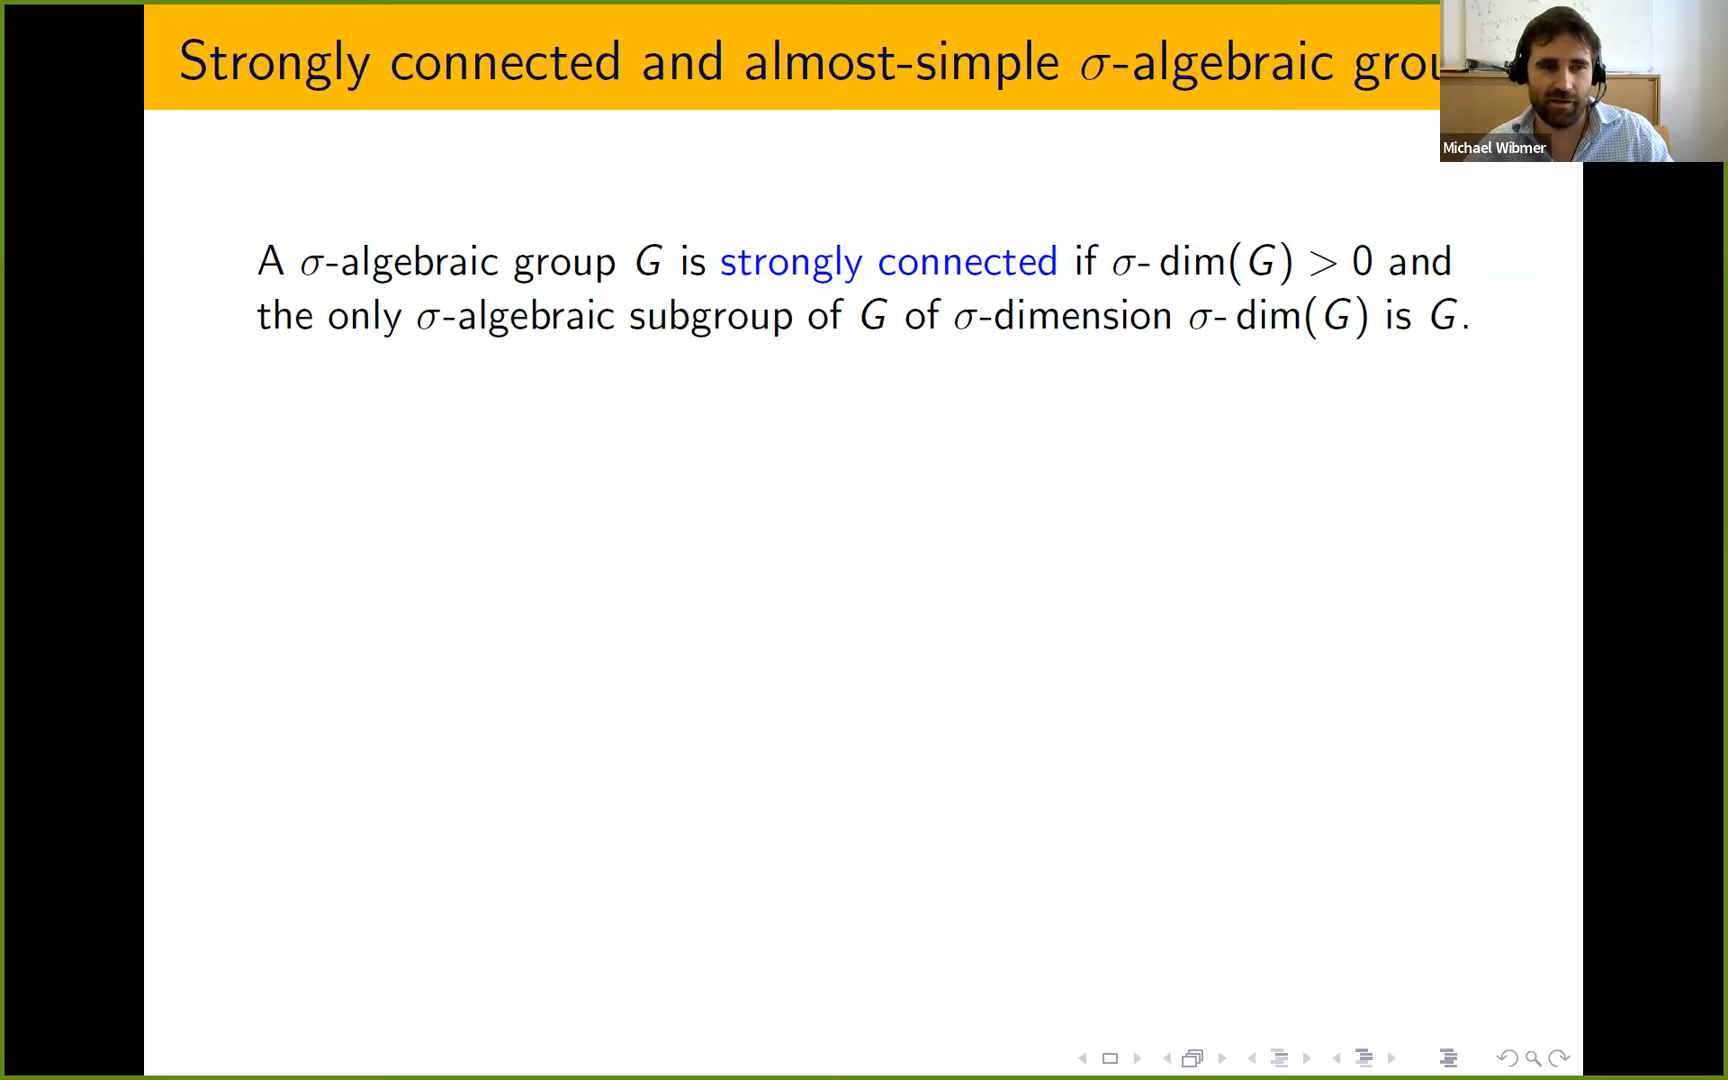 Strongly connected and almost-simple σ-algebraic grou
Michael Wibmer
A σ-algebraic group G is strongly connected if σ- dim(G) > 0 and
the only σ-algebraic subgroup of G of σ-dimension σ- dim(G) is G.